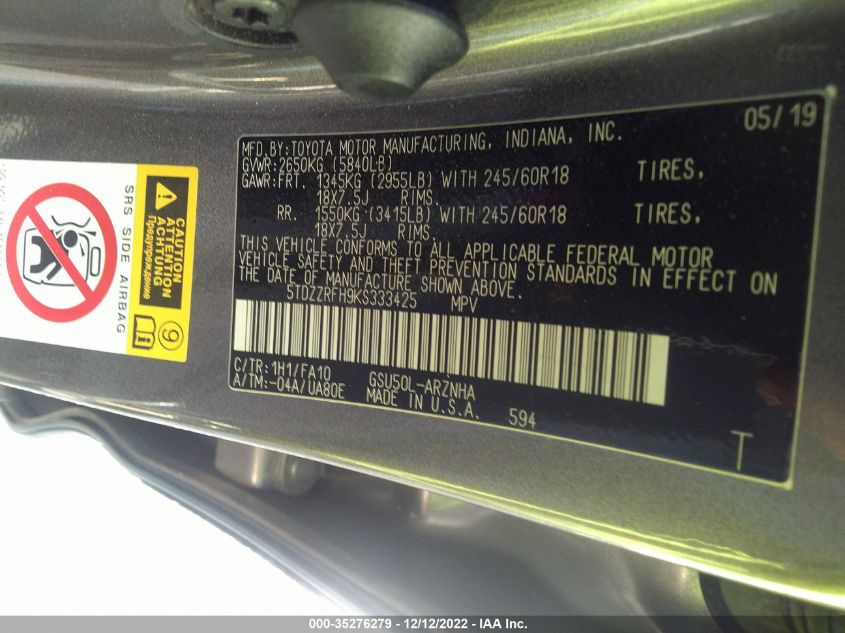 05/19
MFD.BY:TOYOTA MOTOR MANUFACTURING, INDIANA, INC.
GVWR:2650KG (5840LB)
GAWR:FRT. 1345KG (2955LB) WITH 245/60R18 TIRES,
18X7.5J RIMS.
RR. 1550KG (3415LB) WITH 245/60R18 TIRES,
18X7.5J RIMS.
THIS VEHICLE CONFORMS TO ALL APPLICABLE FEDERAL MOTOR
VEHICLE SAFETY AND THEFT PREVENTION STANDARDS IN EFFECT ON
THE DATE OF MANUFACTURE SHOWN ABOVE.
5TDZZRFH9KS333425 MPV
C/TR:1H1/FA10 GSU50L-ARZNHA
A/TM:-04A/UA80E MADE IN U.S.A. 594
T
CAUTION
ATTENTION
ACHTUNG
Предупреждение
9
SRS SIDE AIRBAG
000-35276279 - 12/12/2022 - IAA Inc.